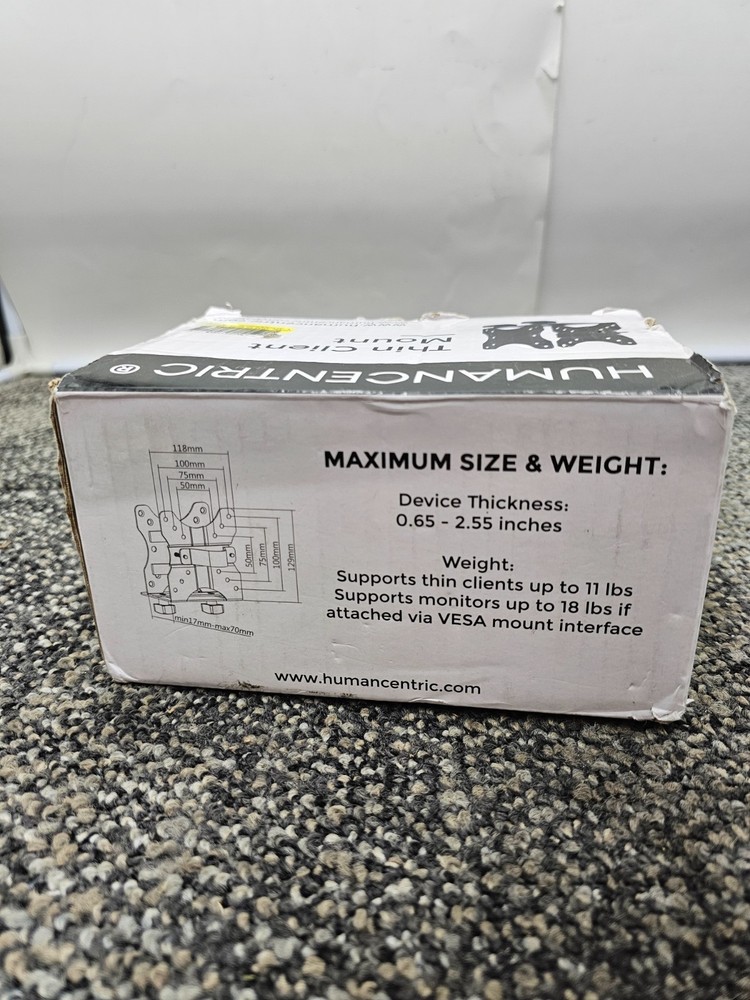 HUMANCENTRIC®
Thin Client
Mount
118mm
100mm
75mm
50mm
50mm
75mm
100mm
129mm
min17mm-max70mm
MAXIMUM SIZE & WEIGHT:
Device Thickness:
0.65 - 2.55 inches
Weight:
Supports thin clients up to 11 lbs
Supports monitors up to 18 lbs if
attached via VESA mount interface
www.humancentric.com